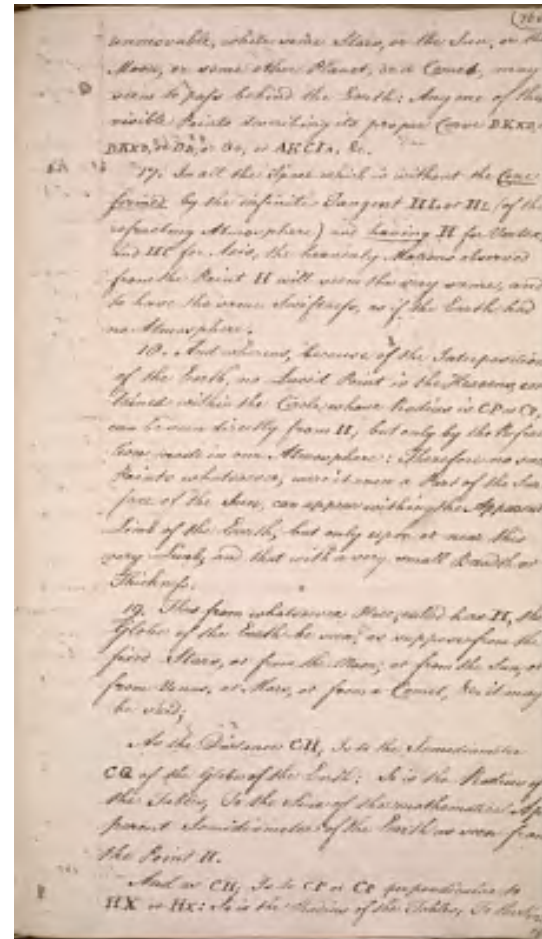 unmovable, while some Stars, or the Sun, or the
Moon, or some other Planet, or a Comet, may
seem to pass behind the Earth: Any one of this
visible Points describing its proper Curve
17. In all the Space which is without the Cone
formed by the infinite Tangent HL or HL (of the
refracting Atmosphere) and having H for Vertex,
and HC for Axis, the heavenly Motions observed
from the Point H will seem the very same, and
to have the same Swiftness, as if the Earth had
no Atmosphere.
18. And whereas, because of the Interposition
of the Earth, no Lucid Point in the Heavens, con
tained within the Circle, whose Radius is CP or CP,
can be seen directly from H, but only by the Refrac
tions made in our Atmosphere: Therefore no such
Points whatsoever, were it even a Part of the Sur
face of the Sun, can appear within the Apparent
Limb of the Earth, but only upon or near this
very Limb, and that with a very small Breadth or
Thickness.
19. Thus from whatsoever Place, called here H, the
Globe of the Earth be seen; as suppose from the
fixed Stars, or from the Moon; or from the Sun, or
from Venus, or Mars, or from a Comet, &c. it may
be said;
As the Distance CH, Is to the Semidiameter
CQ of the Globe of the Earth: So is the Radius of
the Tables, To the Sine of the mathematical Ap
parent Semidiameter of the Earth as seen from
the Point H.
And as CH, Is to CP or CP perpendicular to
HX or HX: So is the Radius of the Tables, To the Sine